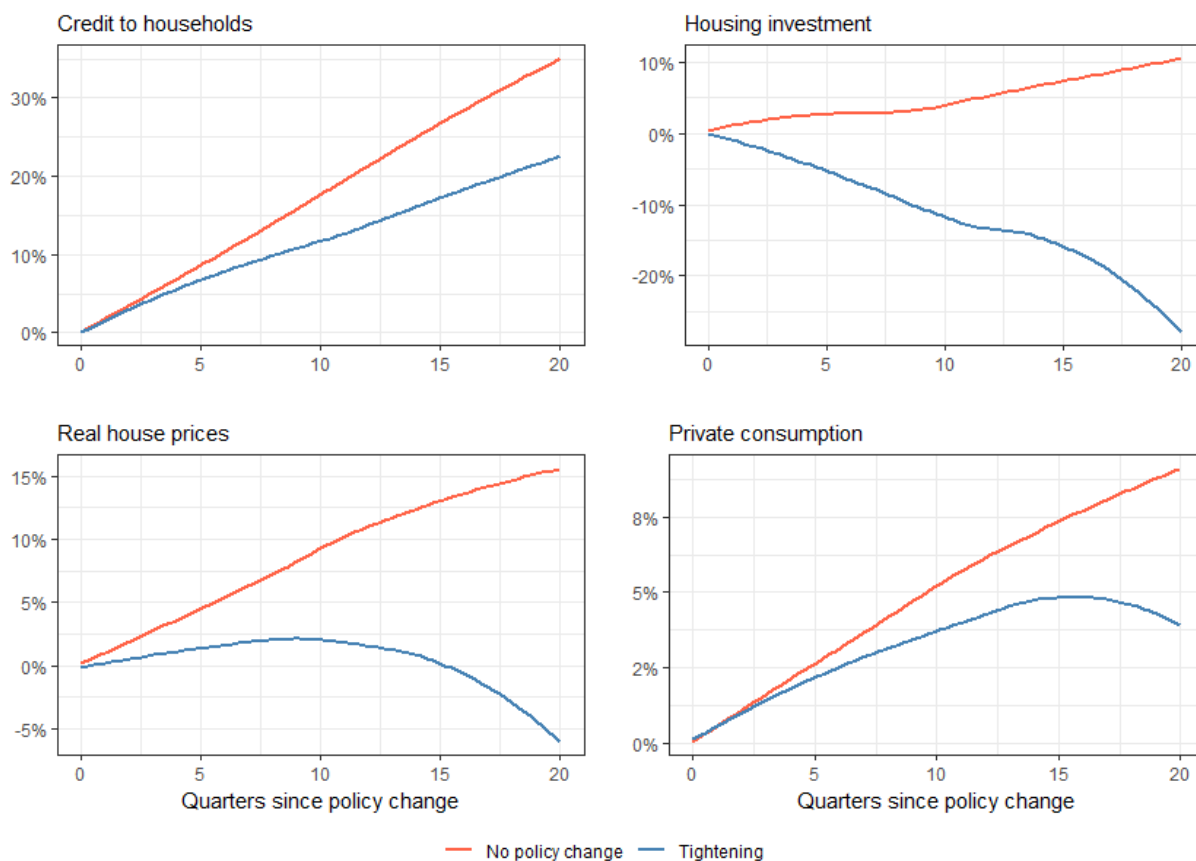 Credit to households
30%
20%
10%
0%
0 5 10 15 20
Housing investment
10%
0%
-10%
-20%
0 5 10 15 20
Real house prices
15%
10%
5%
0%
-5%
0 5 10 15 20
Quarters since policy change
Private consumption
8%
5%
2%
0%
0 5 10 15 20
Quarters since policy change
No policy change Tightening